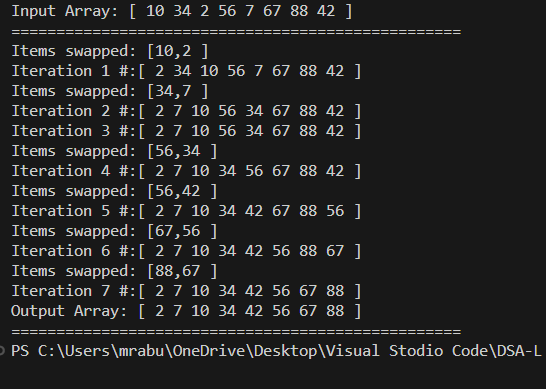 Input Array: [ 10 34 2 56 7 67 88 42 ]
==================================================
Items swapped: [10,2 ]
Iteration 1 #:[ 2 34 10 56 7 67 88 42 ]
Items swapped: [34,7 ]
Iteration 2 #:[ 2 7 10 56 34 67 88 42 ]
Iteration 3 #:[ 2 7 10 56 34 67 88 42 ]
Items swapped: [56,34 ]
Iteration 4 #:[ 2 7 10 34 56 67 88 42 ]
Items swapped: [56,42 ]
Iteration 5 #:[ 2 7 10 34 42 67 88 56 ]
Items swapped: [67,56 ]
Iteration 6 #:[ 2 7 10 34 42 56 88 67 ]
Items swapped: [88,67 ]
Iteration 7 #:[ 2 7 10 34 42 56 67 88 ]
Output Array: [ 2 7 10 34 42 56 67 88 ]
==================================================
PS C:\Users\mrabu\OneDrive\Desktop\Visual Stodio Code\DSA-L